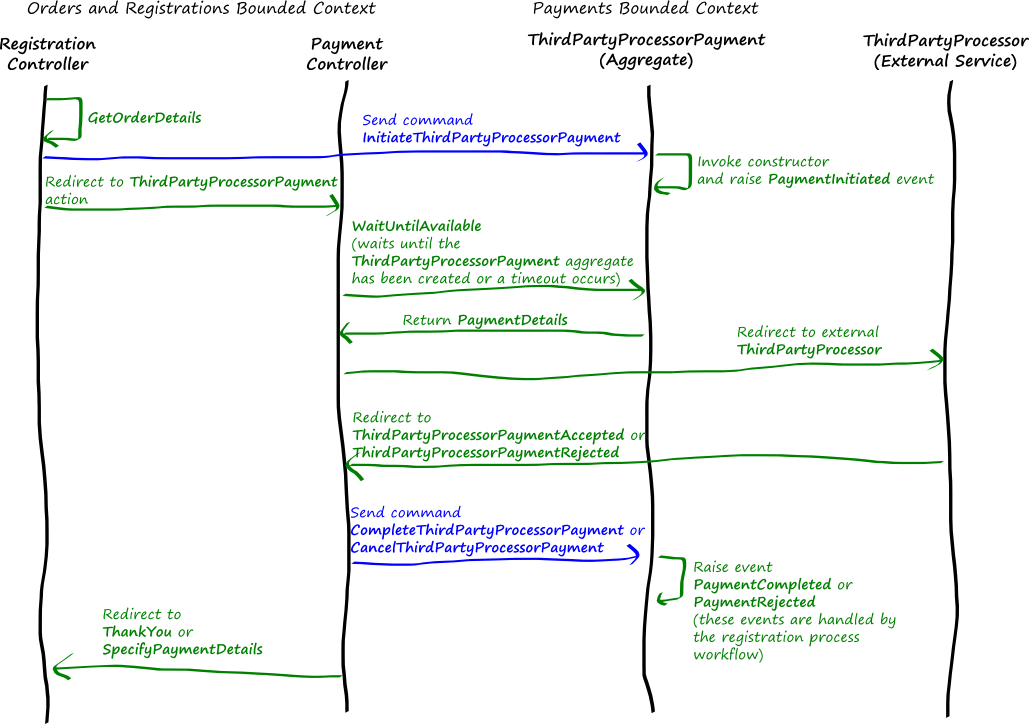 Orders and Registrations Bounded Context
Payments Bounded Context
Registration
Controller
Payment
Controller
ThirdPartyProcessorPayment
(Aggregate)
ThirdPartyProcessor
(External Service)
GetOrderDetails
Send command
InitiateThirdPartyProcessorPayment
Invoke constructor
and raise PaymentInitiated event
Redirect to ThirdPartyProcessorPayment
action
WaitUntilAvailable
(waits until the
ThirdPartyProcessorPayment aggregate
has been created or a timeout occurs)
Return PaymentDetails
Redirect to external
ThirdPartyProcessor
Redirect to
ThirdPartyProcessorPaymentAccepted or
ThirdPartyProcessorPaymentRejected
Send command
CompleteThirdPartyProcessorPayment or
CancelThirdPartyProcessorPayment
Raise event
PaymentCompleted or
PaymentRejected
(these events are handled by
the registration process
workflow)
Redirect to
ThankYou or
SpecifyPaymentDetails